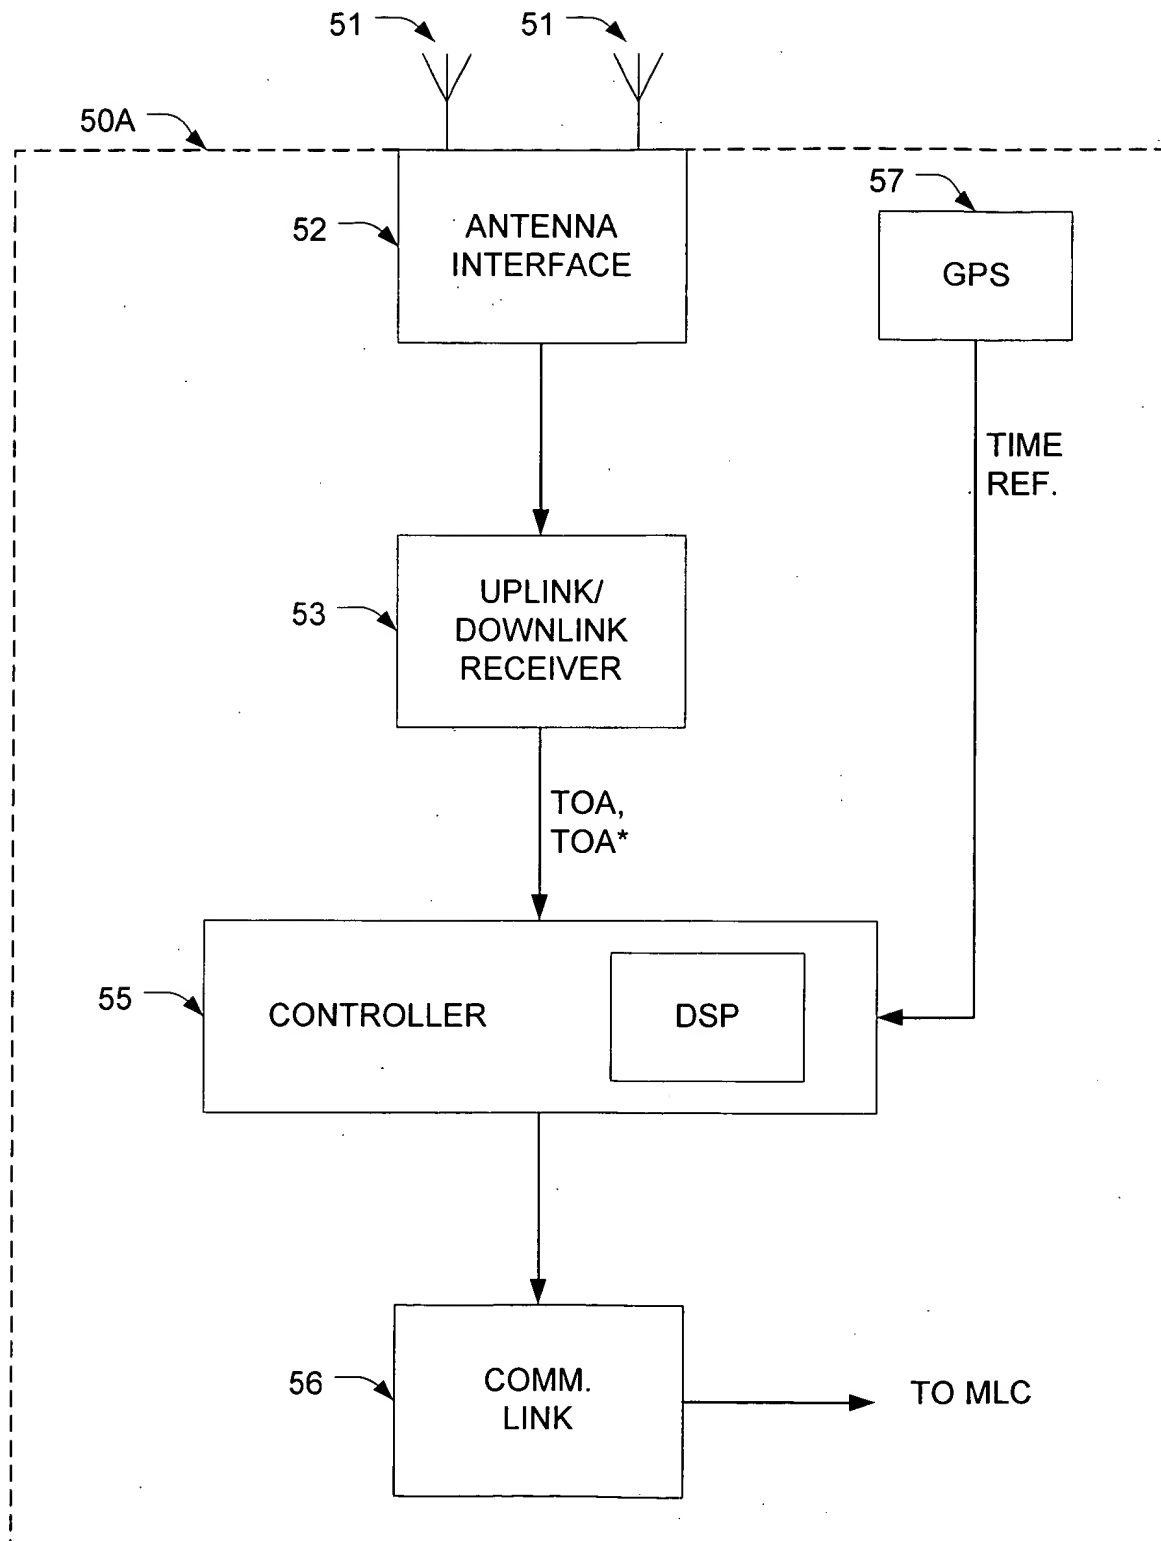 51
51
50A
57
52
ANTENNA
INTERFACE
GPS
TIME
REF.
53
UPLINK/
DOWNLINK
RECEIVER
TOA,
TOA*
55
CONTROLLER
DSP
56
COMM.
LINK
TO MLC